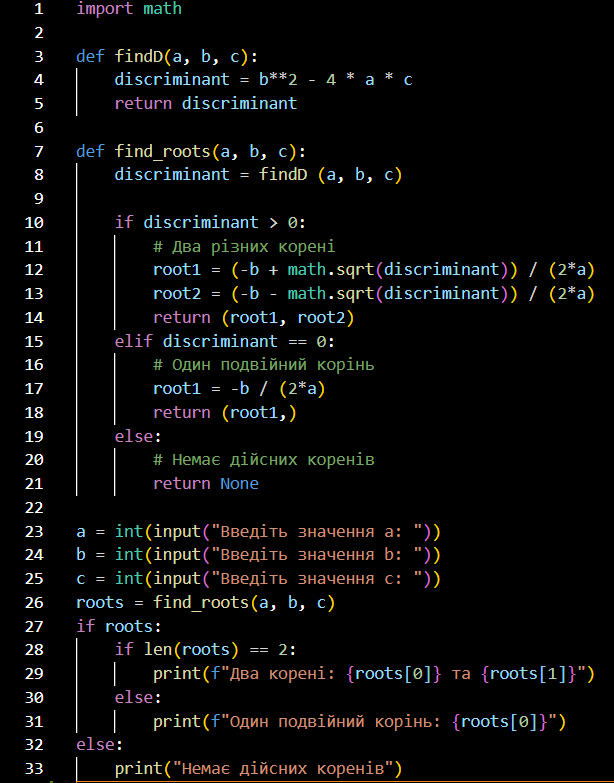 1 import math
2
3 def findD(a, b, c):
4     discriminant = b**2 - 4 * a * c
5     return discriminant
6
7 def find_roots(a, b, c):
8     discriminant = findD (a, b, c)
9
10     if discriminant > 0:
11         # Два різних корені
12         root1 = (-b + math.sqrt(discriminant)) / (2*a)
13         root2 = (-b - math.sqrt(discriminant)) / (2*a)
14         return (root1, root2)
15     elif discriminant == 0:
16         # Один подвійний корінь
17         root1 = -b / (2*a)
18         return (root1,)
19     else:
20         # Немає дійсних коренів
21         return None
22
23 a = int(input("Введіть значення a: "))
24 b = int(input("Введіть значення b: "))
25 c = int(input("Введіть значення c: "))
26 roots = find_roots(a, b, c)
27 if roots:
28     if len(roots) == 2:
29         print(f"Два корені: {roots[0]} та {roots[1]}")
30     else:
31         print(f"Один подвійний корінь: {roots[0]}")
32 else:
33     print("Немає дійсних коренів")